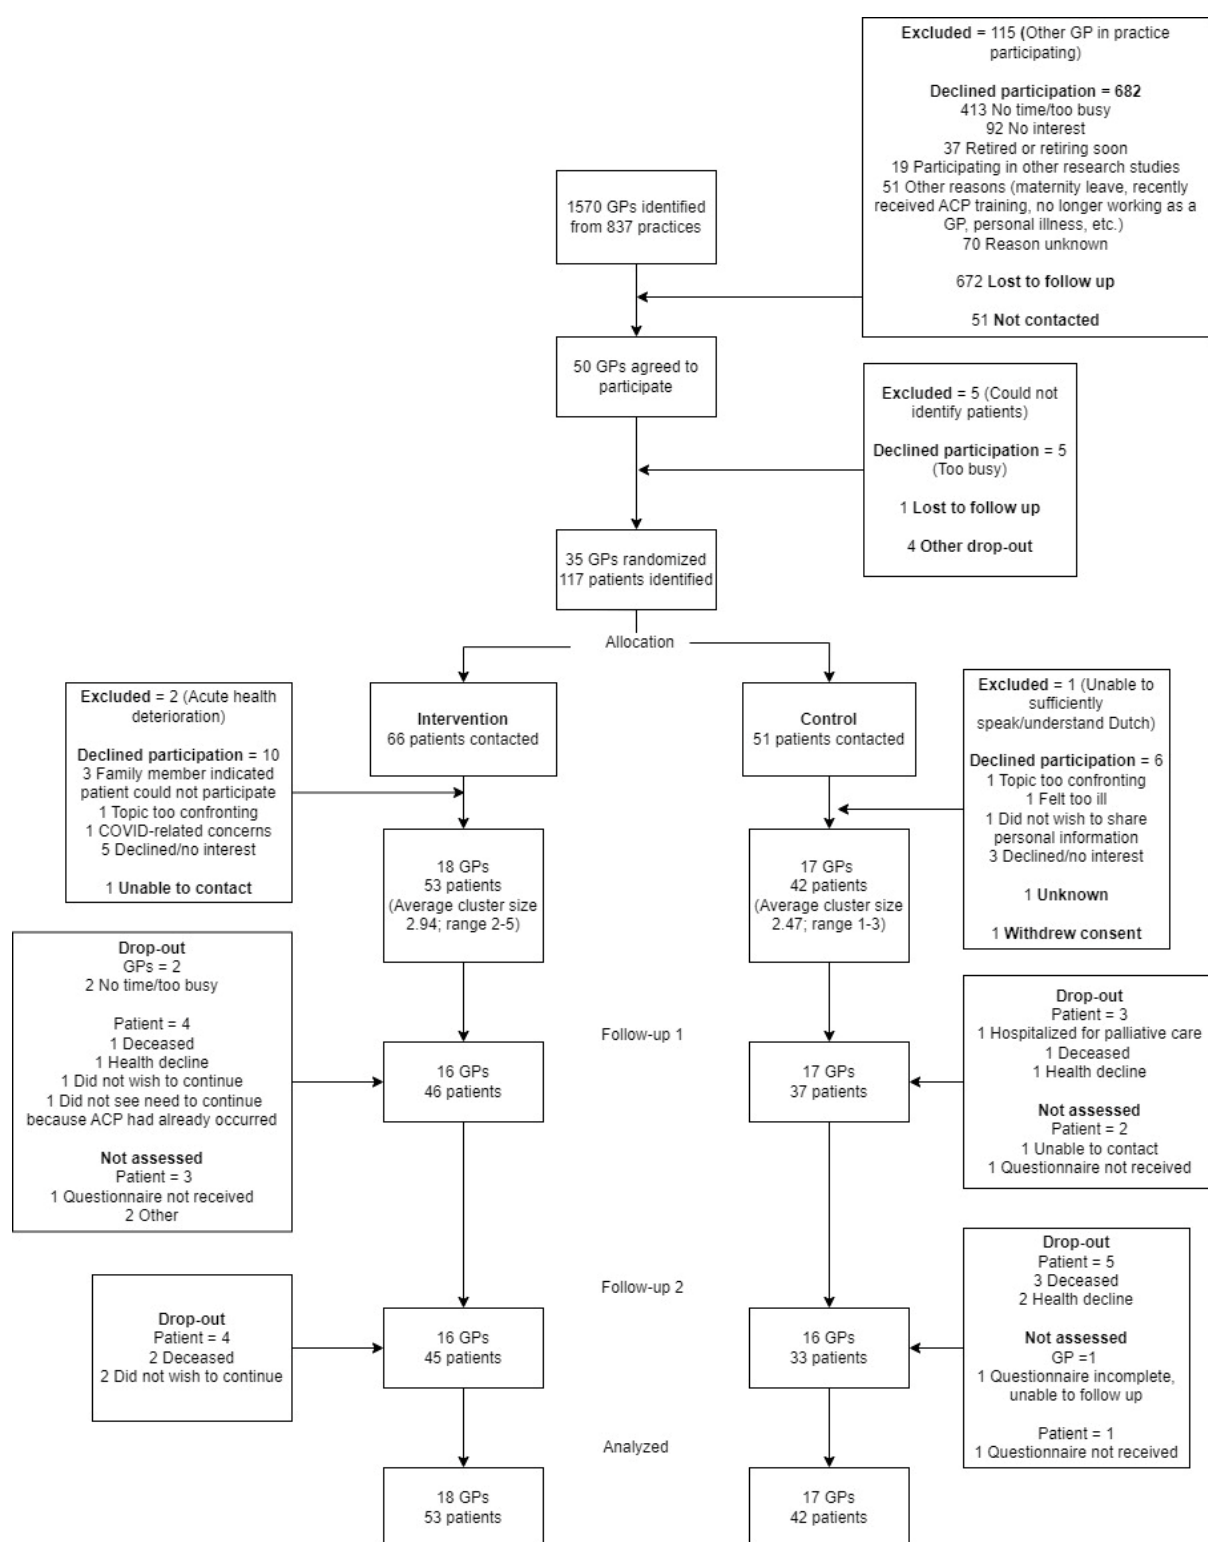 Excluded = 115 (Other GP in practice
participating)
Declined participation = 682
413 No time/too busy
92 No interest
37 Retired or retiring soon
19 Participating in other research studies
51 Other reasons (maternity leave, recently
received ACP training, no longer working as a
GP, personal illness, etc.)
70 Reason unknown
672 Lost to follow up
51 Not contacted
1570 GPs identified
from 837 practices
50 GPs agreed to
participate
Excluded = 5 (Could not
identify patients)
Declined participation = 5
(Too busy)
1 Lost to follow up
4 Other drop-out
35 GPs randomized
117 patients identified
Allocation
Excluded = 2 (Acute health
deterioration)
Declined participation = 10
3 Family member indicated
patient could not participate
1 Topic too confronting
1 COVID-related concerns
5 Declined/no interest
1 Unable to contact
Intervention
66 patients contacted
Control
51 patients contacted
Excluded = 1 (Unable to
sufficiently
speak/understand Dutch)
Declined participation = 6
1 Topic too confronting
1 Felt too ill
1 Did not wish to share
personal information
3 Declined/no interest
1 Unknown
1 Withdrew consent
18 GPs
53 patients
(Average cluster size
2.94; range 2-5)
17 GPs
42 patients
(Average cluster size
2.47; range 1-3)
Drop-out
GPs = 2
2 No time/too busy
Patient = 4
1 Deceased
1 Health decline
1 Did not wish to continue
1 Did not see need to continue
because ACP had already occurred
Not assessed
Patient = 3
1 Questionnaire not received
2 Other
Follow-up 1
16 GPs
46 patients
17 GPs
37 patients
Drop-out
Patient = 3
1 Hospitalized for palliative care
1 Deceased
1 Health decline
Not assessed
Patient = 2
1 Unable to contact
1 Questionnaire not received
Follow-up 2
Drop-out
Patient = 4
2 Deceased
2 Did not wish to continue
16 GPs
45 patients
16 GPs
33 patients
Drop-out
Patient = 5
3 Deceased
2 Health decline
Not assessed
GP =1
1 Questionnaire incomplete,
unable to follow up
Patient = 1
1 Questionnaire not received
Analyzed
18 GPs
53 patients
17 GPs
42 patients